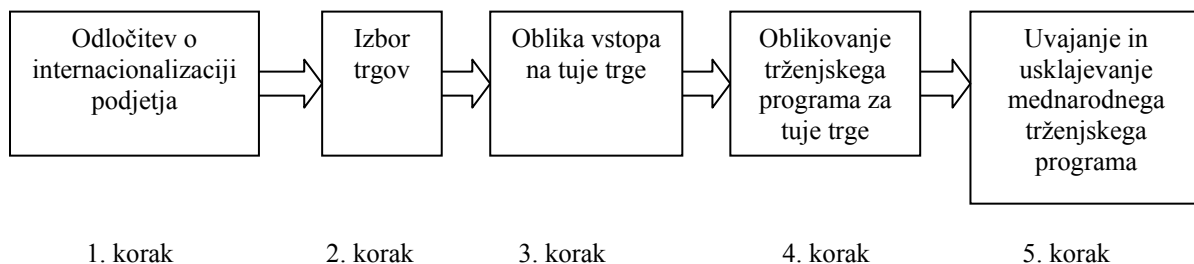 Odločitev o
internacionalizaciji
podjetja
Izbor
trgov
Oblika vstopa
na tuje trge
Oblikovanje
trženjskega
programa za
tuje trge
Uvajanje in
usklajevanje
mednarodnega
trženjskega
programa
1. korak
2. korak
3. korak
4. korak
5. korak